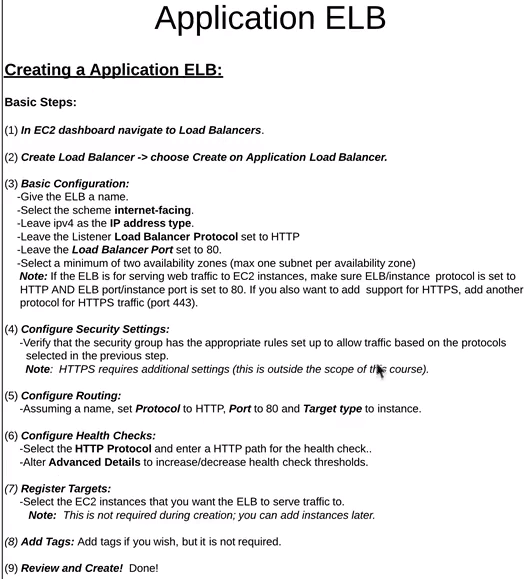 Application ELB
Creating a Application ELB:
Basic Steps:
(1) In EC2 dashboard navigate to Load Balancers.
(2) Create Load Balancer -> choose Create on Application Load Balancer.
(3) Basic Configuration:
-Give the ELB a name.
-Select the scheme internet-facing.
-Leave ipv4 as the IP address type.
-Leave the Listener Load Balancer Protocol set to HTTP
-Leave the Load Balancer Port set to 80.
-Select a minimum of two availability zones (max one subnet per availability zone)
Note: If the ELB is for serving web traffic to EC2 instances, make sure ELB/instance protocol is set to
HTTP AND ELB port/instance port is set to 80. If you also want to add support for HTTPS, add another
protocol for HTTPS traffic (port 443).
(4) Configure Security Settings:
-Verify that the security group has the appropriate rules set up to allow traffic based on the protocols
selected in the previous step.
Note: HTTPS requires additional settings (this is outside the scope of this course).
(5) Configure Routing:
-Assuming a name, set Protocol to HTTP, Port to 80 and Target type to instance.
(6) Configure Health Checks:
-Select the HTTP Protocol and enter a HTTP path for the health check..
-Alter Advanced Details to increase/decrease health check thresholds.
(7) Register Targets:
-Select the EC2 instances that you want the ELB to serve traffic to.
Note: This is not required during creation; you can add instances later.
(8) Add Tags: Add tags if you wish, but it is not required.
(9) Review and Create! Done!